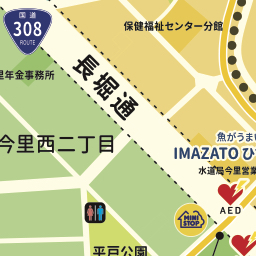 国道
308
ROUTE
保健福祉センター分館
里年金事務所
長堀通
魚がうまい
IMAZATO ひ
今里西二丁目
水道局今里営業
AED
MINI
STOP
平戸公園